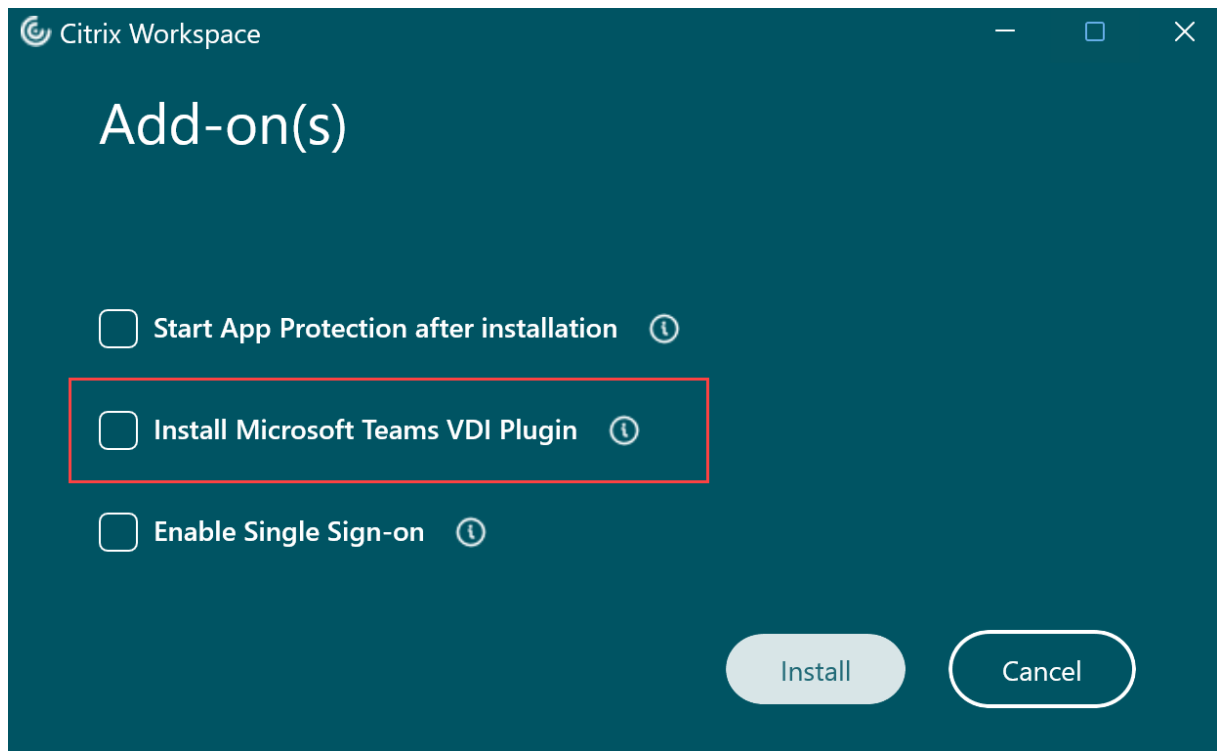 Citrix Workspace
Add-on(s)
Start App Protection after installation
Install Microsoft Teams VDI Plugin
Enable Single Sign-on
Install
Cancel